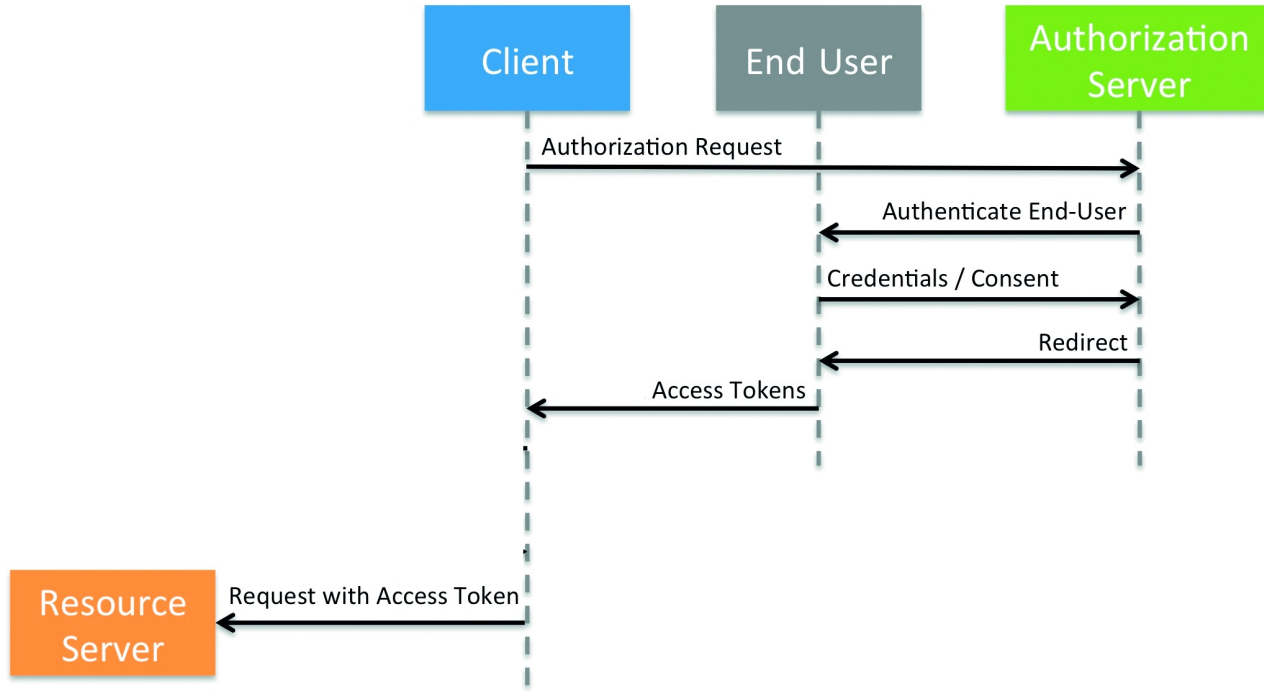 Client
End User
Authorization
Server
Authorization Request
Authenticate End-User
Credentials / Consent
Redirect
Access Tokens
Resource
Server
Request with Access Token